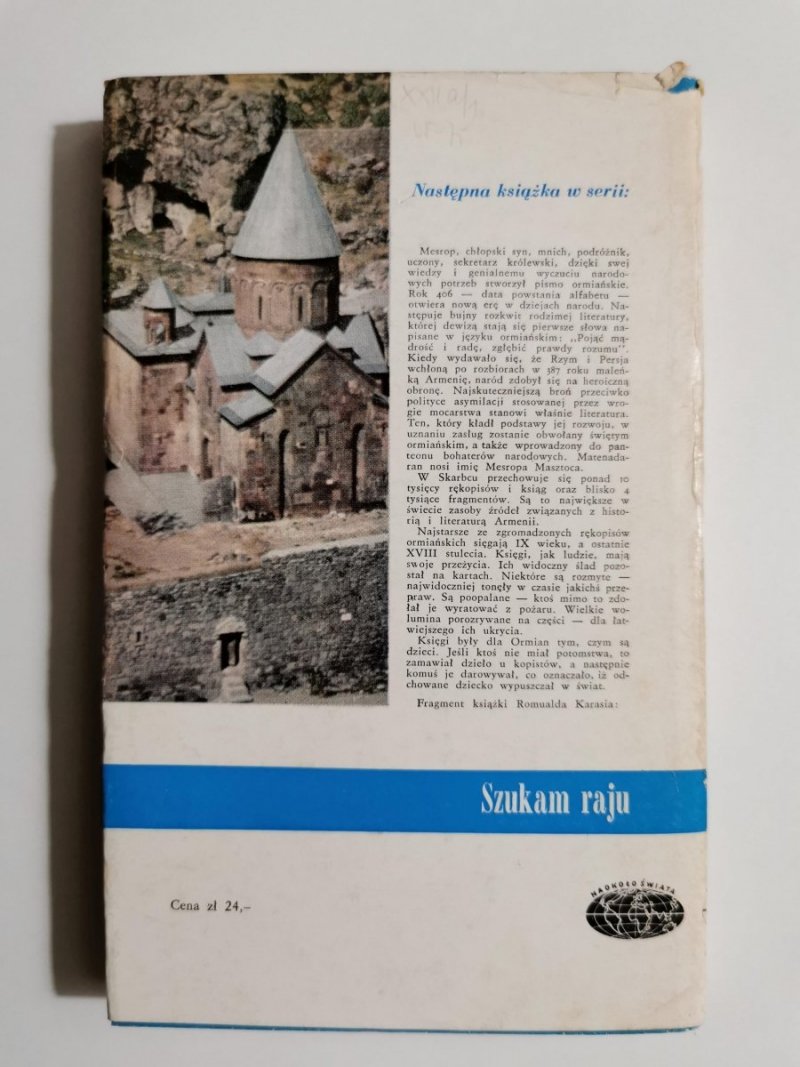 Następna książka w serii:
Mesrop, chłopski syn, mnich, podróżnik,
uczony, sekretarz królewski, dzięki swej
wiedzy i genialnemu wyczuciu narodo-
wych potrzeb stworzył pismo ormiańskie.
Rok 406 — data powstania alfabetu —
otwiera nową erę w dziejach narodu. Na-
stępuje bujny rozkwit rodzimej literatury,
której dewizą stają się pierwsze słowa na-
pisane w języku ormiańskim: „Pojąć mą-
drość i radę, zgłębić prawdy rozumu".
Kiedy wydawało się, że Rzym i Persja
wchłoną po rozbiorach w 387 roku maleń-
ką Armenię, naród zdobył się na heroiczną
obronę. Najskuteczniejszą broń przeciwko
polityce asymilacji stosowanej przez wro-
gie mocarstwa stanowi właśnie literatura.
Ten, który kładł podstawy jej rozwoju, w
uznaniu zasług zostanie obwołany świętym
ormiańskim, a także wprowadzony do pan-
teonu bohaterów narodowych. Matenada-
ran nosi imię Mesropa Masztoca.
W Skarbcu przechowuje się ponad 10
tysięcy rękopisów i ksiąg oraz blisko 4
tysiące fragmentów. Są to największe w
świecie zasoby źródeł związanych z histo-
rią i literaturą Armenii.
Najstarsze ze zgromadzonych rękopisów
ormiańskich sięgają IX wieku, a ostatnie
XVIII stulecia. Księgi, jak ludzie, mają
swoje przeżycia. Ich widoczny ślad pozo-
stał na kartach. Niektóre są rozmyte —
najwidoczniej tonęły w czasie jakichś prze-
praw. Są poopalane — ktoś mimo to zdo-
łał je wyratować z pożaru. Wielkie wo-
lumina porozrywane na części — dla łat-
wiejszego ich ukrycia.
Księgi były dla Ormian tym, czym są
dzieci. Jeśli ktoś nie miał potomstwa, to
zamawiał dzieło u kopistów, a następnie
komuś je darowywał, co oznaczało, iż od-
chowane dziecko wypuszczał w świat.
Fragment książki Romualda Karasia:
Szukam raju
Cena zł 24,–
NAOKOŁO ŚWIATA